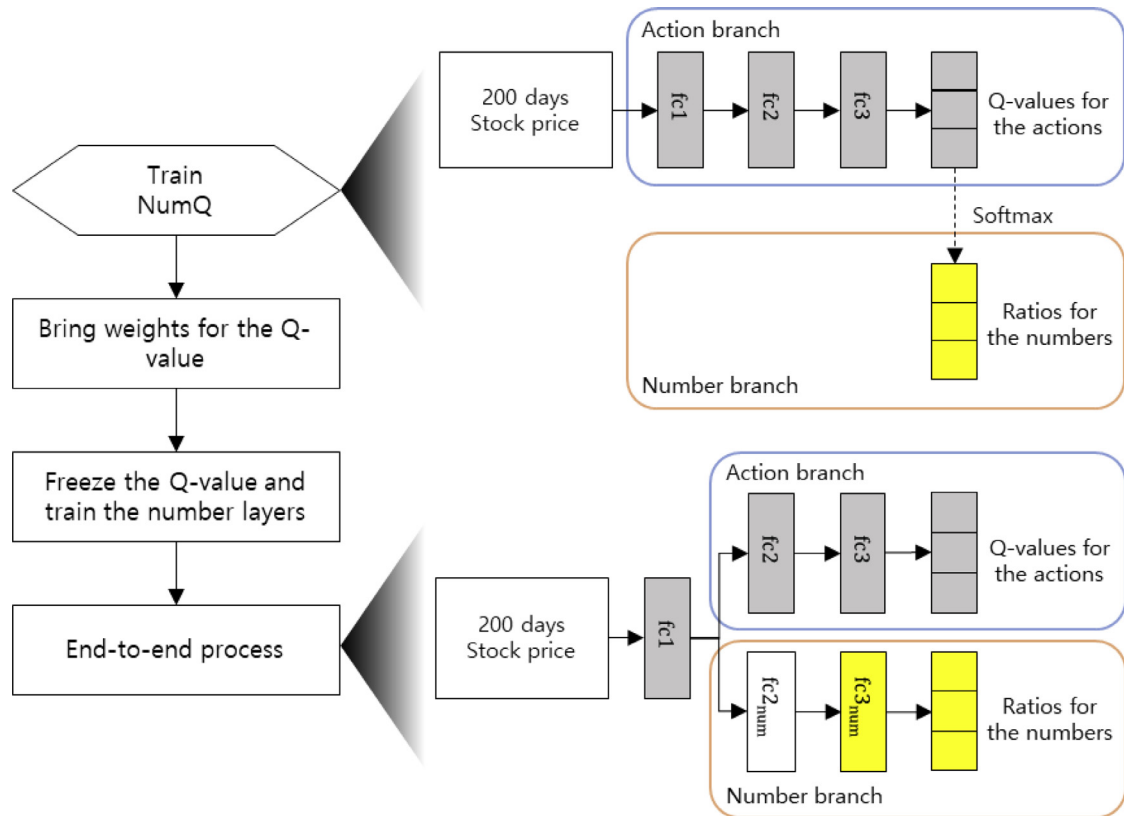 Train
NumQ
Bring weights for the Q-
value
Freeze the Q-value and
train the number layers
End-to-end process
Action branch
200 days
Stock price
fc1
fc2
fc3
Q-values for
the actions
Softmax
Ratios for
the numbers
Number branch
Action branch
200 days
Stock price
fc1
fc2
fc3
Q-values for
the actions
fc2num
fc3num
Ratios for
the numbers
Number branch